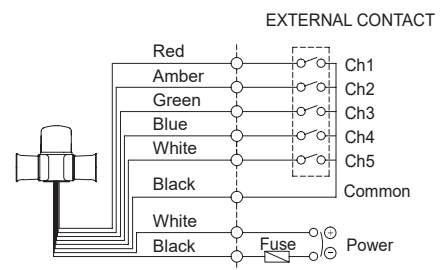 EXTERNAL CONTACT
Red
Ch1
Amber
Ch2
Green
Ch3
Blue
Ch4
White
Ch5
Black
Common
White
⊕
Black
Fuse
⊖
Power